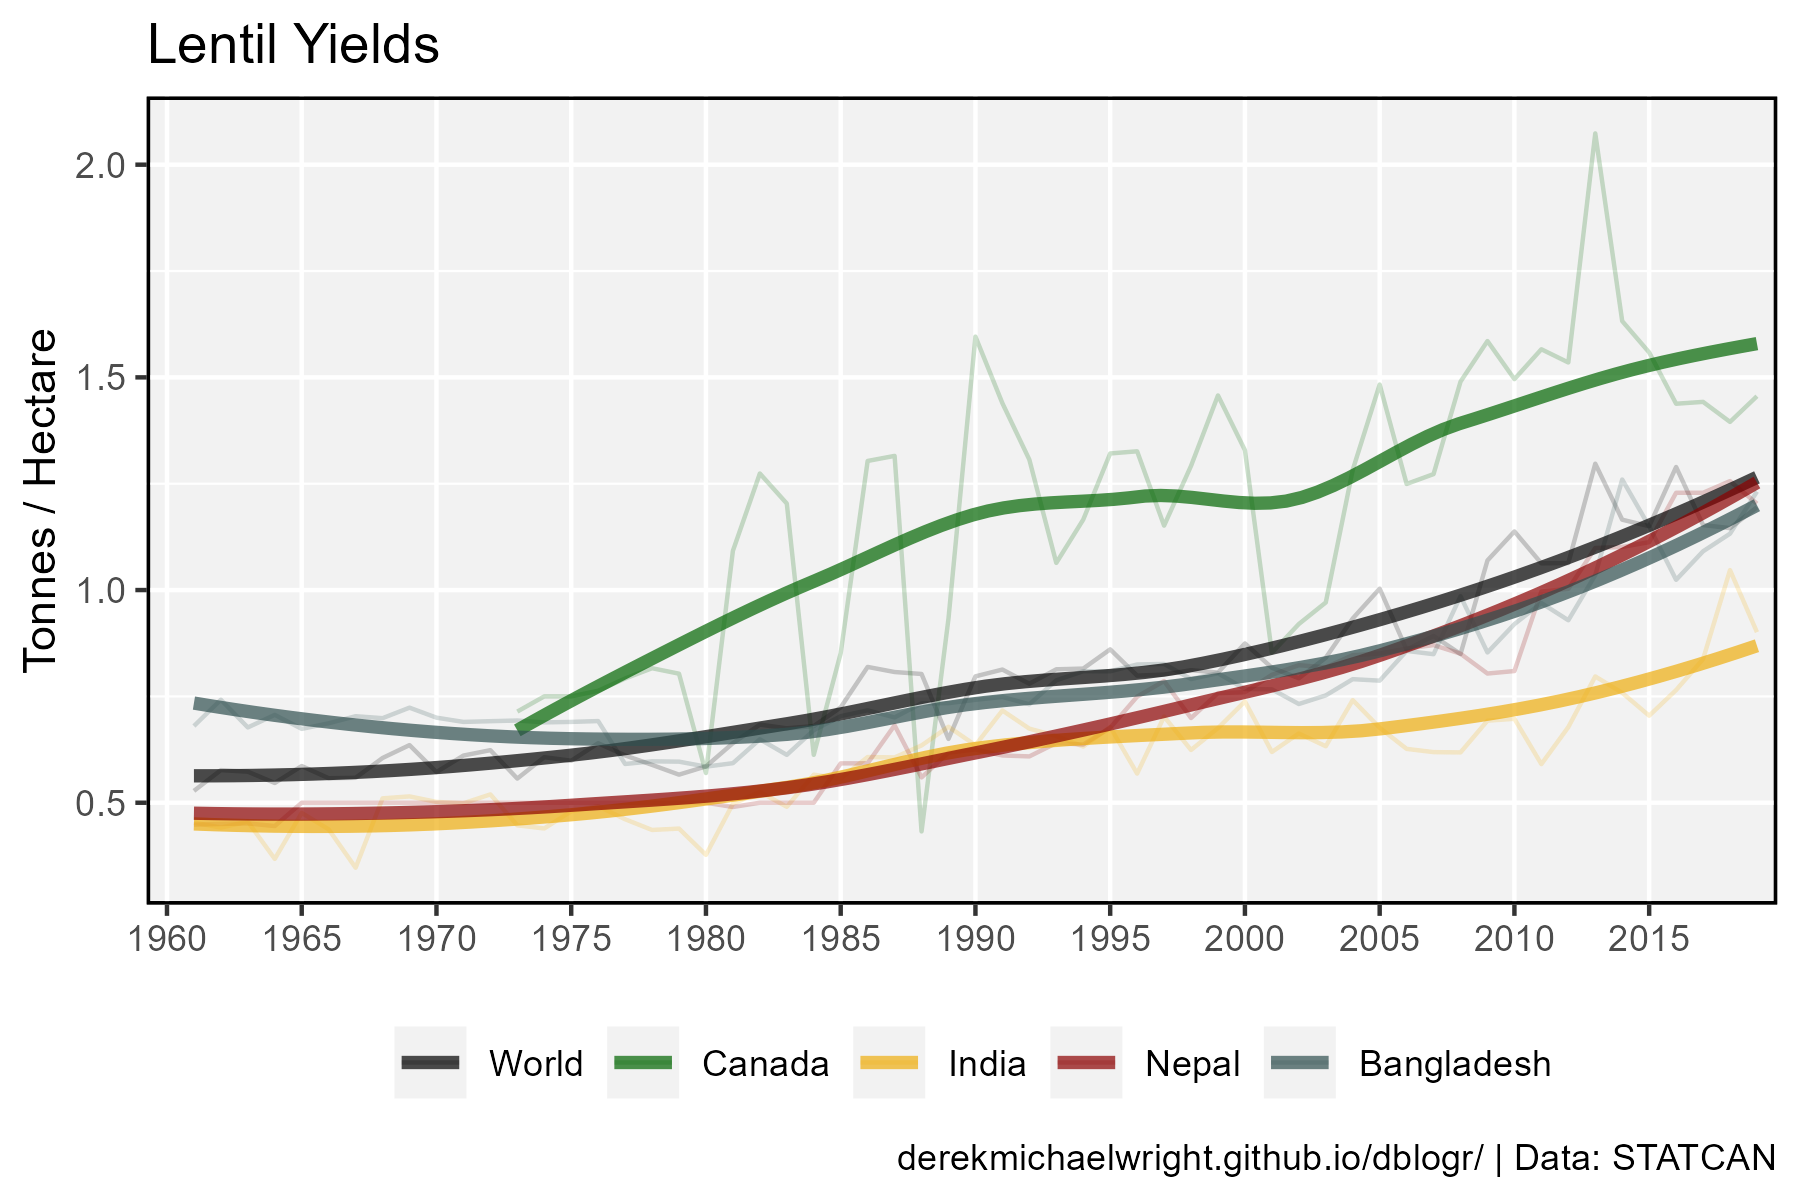 Lentil Yields
Tonnes / Hectare
2.0
1.5
1.0
0.5
1960 1965 1970 1975 1980 1985 1990 1995 2000 2005 2010 2015
World Canada India Nepal Bangladesh
derekmichaelwright.github.io/dblogr/ | Data: STATCAN